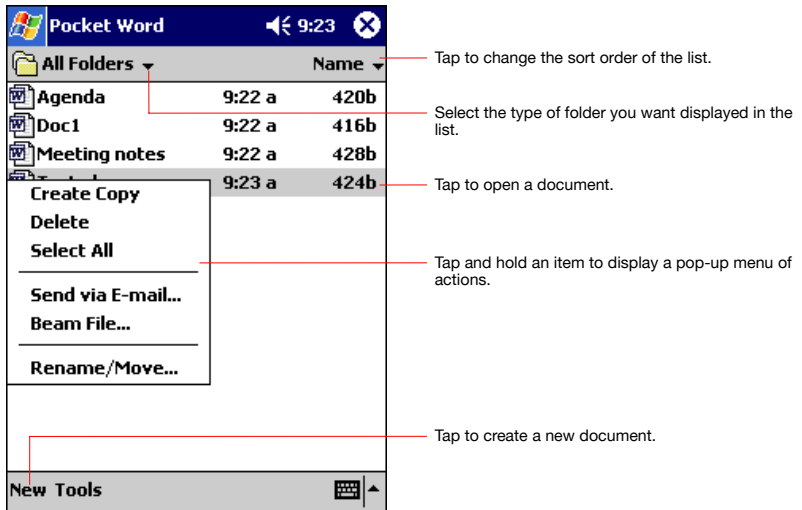 Pocket Word 9:23
All Folders Name
Agenda 9:22 a 420b
Doc1 9:22 a 416b
Meeting notes 9:22 a 428b
9:23 a 424b
Create Copy
Delete
Select All
Send via E-mail...
Beam File...
Rename/Move...
New Tools
Tap to change the sort order of the list.
Select the type of folder you want displayed in the
list.
Tap to open a document.
Tap and hold an item to display a pop-up menu of
actions.
Tap to create a new document.